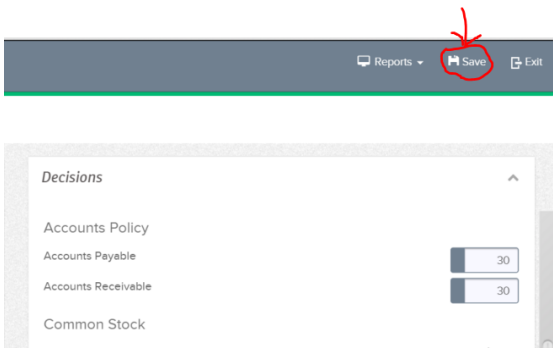 Reports Save Exit
Decisions
Accounts Policy
Accounts Payable 30
Accounts Receivable 30
Common Stock